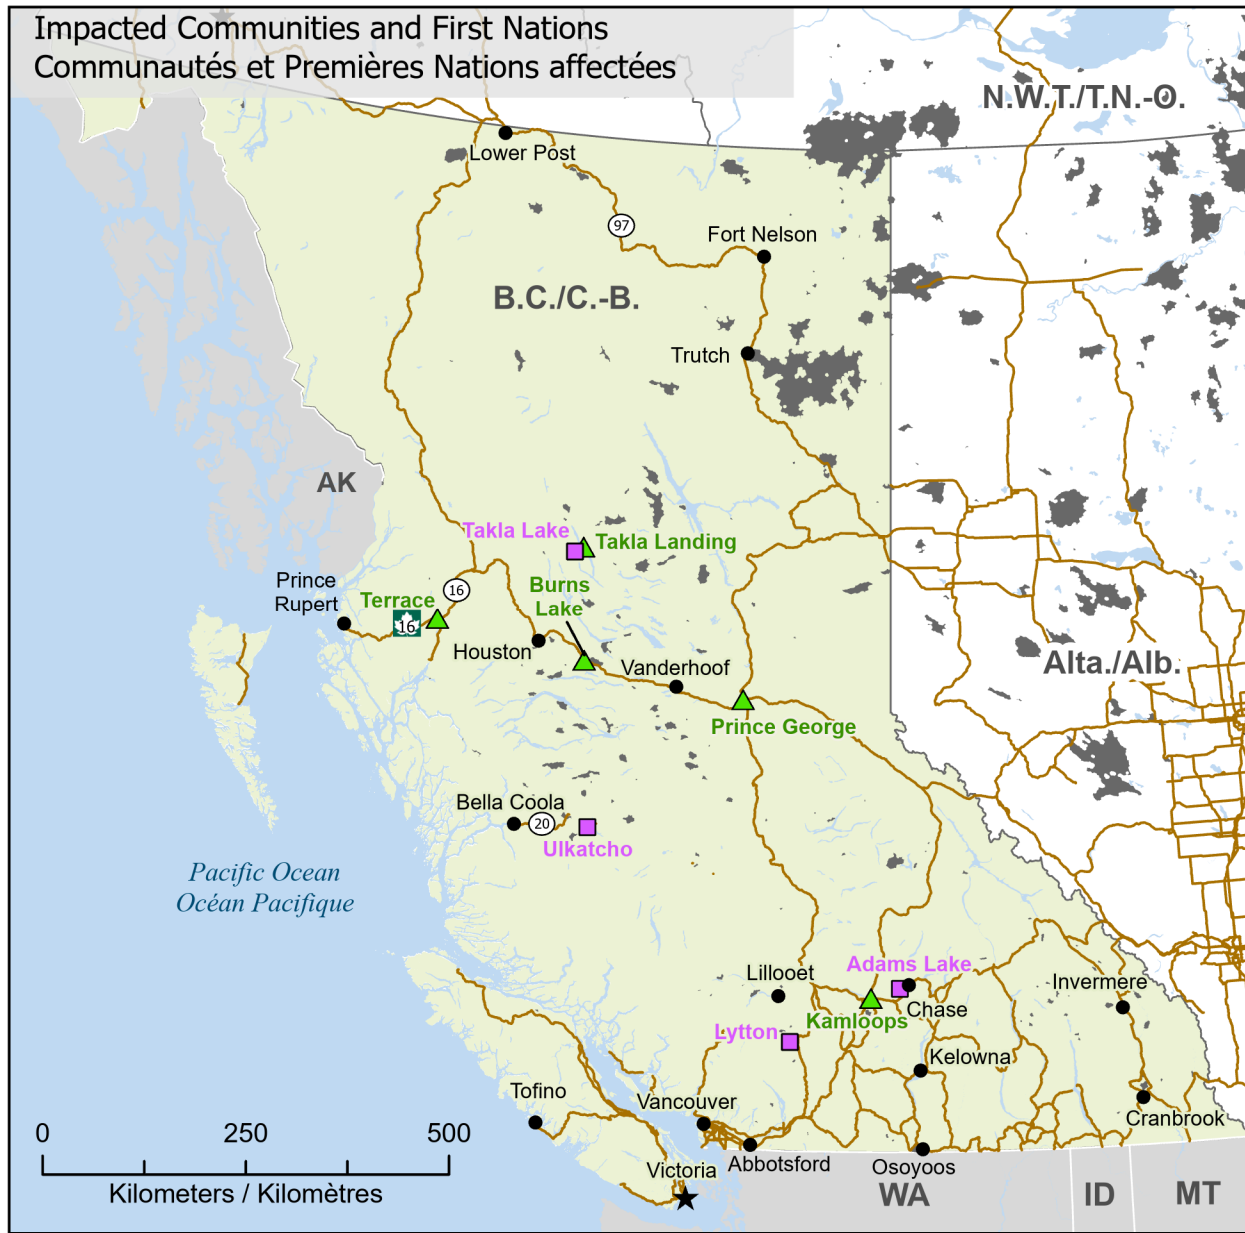 Impacted Communities and First Nations
Communautés et Premières Nations affectées
N.W.T./T.N.-O.
Lower Post
97
Fort Nelson
B.C./C.-B.
Trutch
AK
Takla Lake
Takla Landing
Prince
Rupert
Terrace
16
16
Burns
Lake
Houston
Vanderhoof
Alta./Alb.
Prince George
Bella Coola
20
Ulkatcho
Pacific Ocean
Océan Pacifique
Lillooet
Adams Lake
Invermere
Kamloops
Chase
Lytton
Kelowna
Tofino
Vancouver
Cranbrook
0 250 500
Kilometers / Kilomètres
Victoria
Abbotsford
Osoyoos
WA
ID
MT